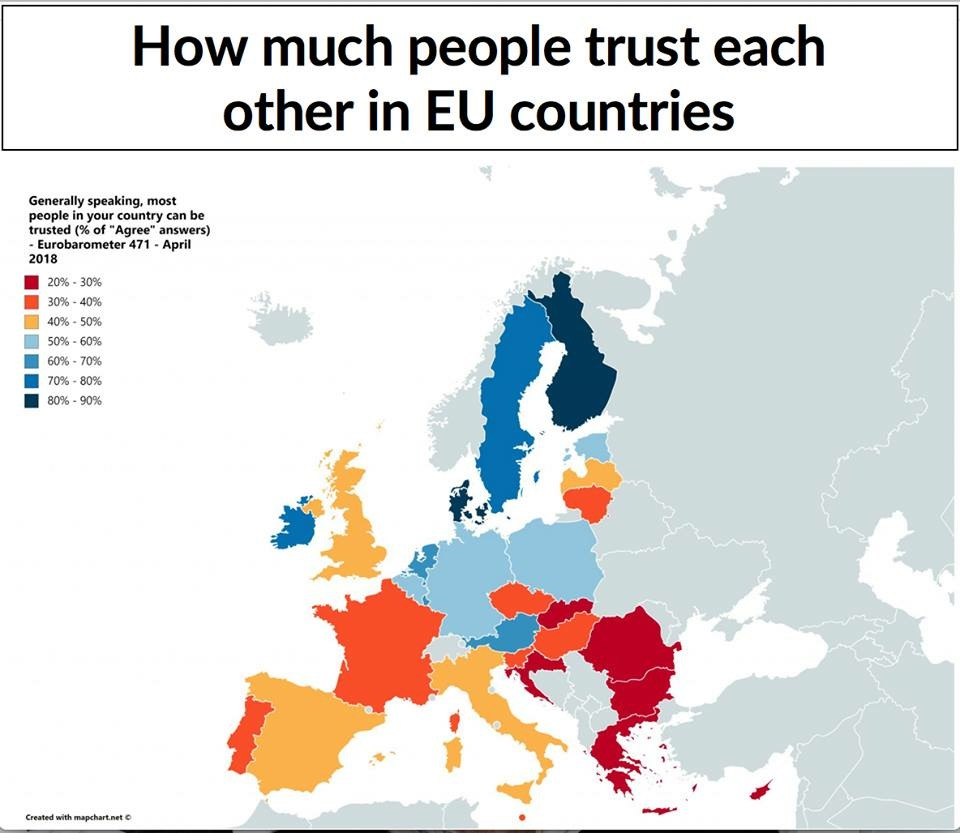 How much people trust each
other in EU countries
Generally speaking, most
people in your country can be
trusted (% of "Agree" answers)
- Eurobarometer 471 - April
2018
20% - 30%
30% - 40%
40% - 50%
50% - 60%
60% - 70%
70% - 80%
80% - 90%
Created with mapchart.net ©